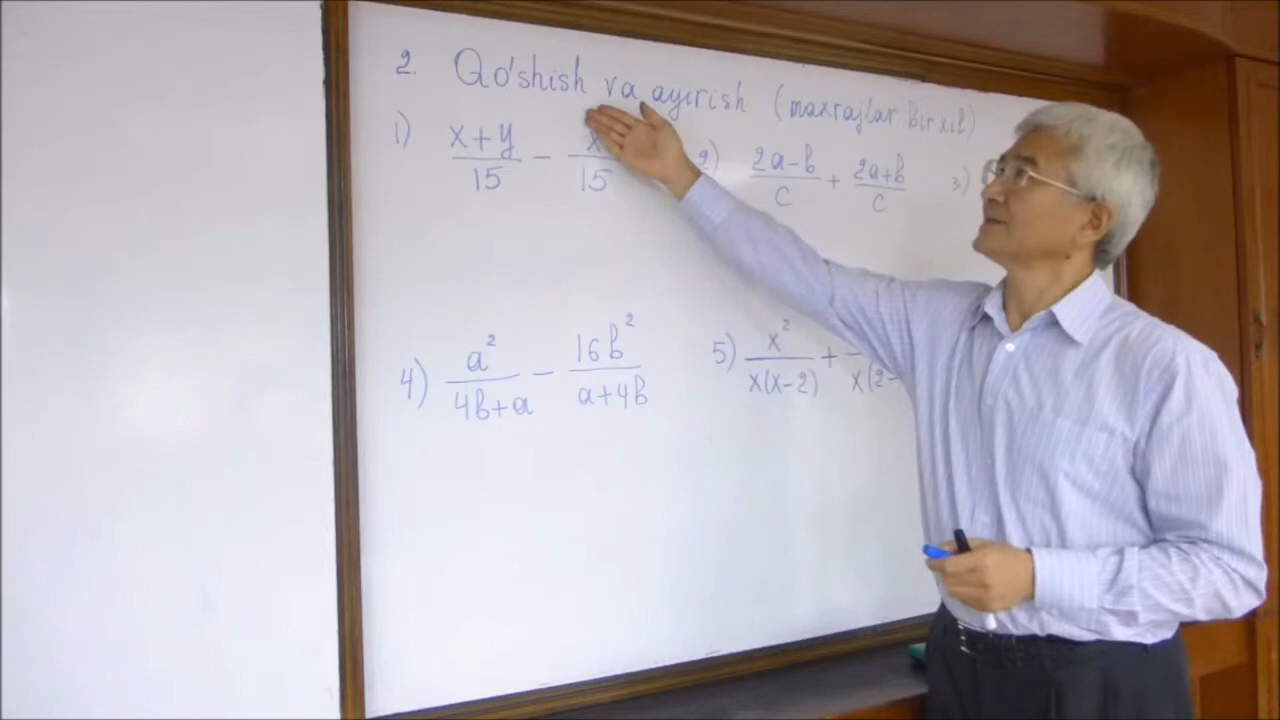 2. Qo'shish va ayirish (maxrajlar Bir xil)
1) x+y/15 - x/15 2) 2a-b/c + 2a+b/c 3)
4) a²/4b+a - 16b²/a+4b 5) x²/x(x-2) + /x(2-